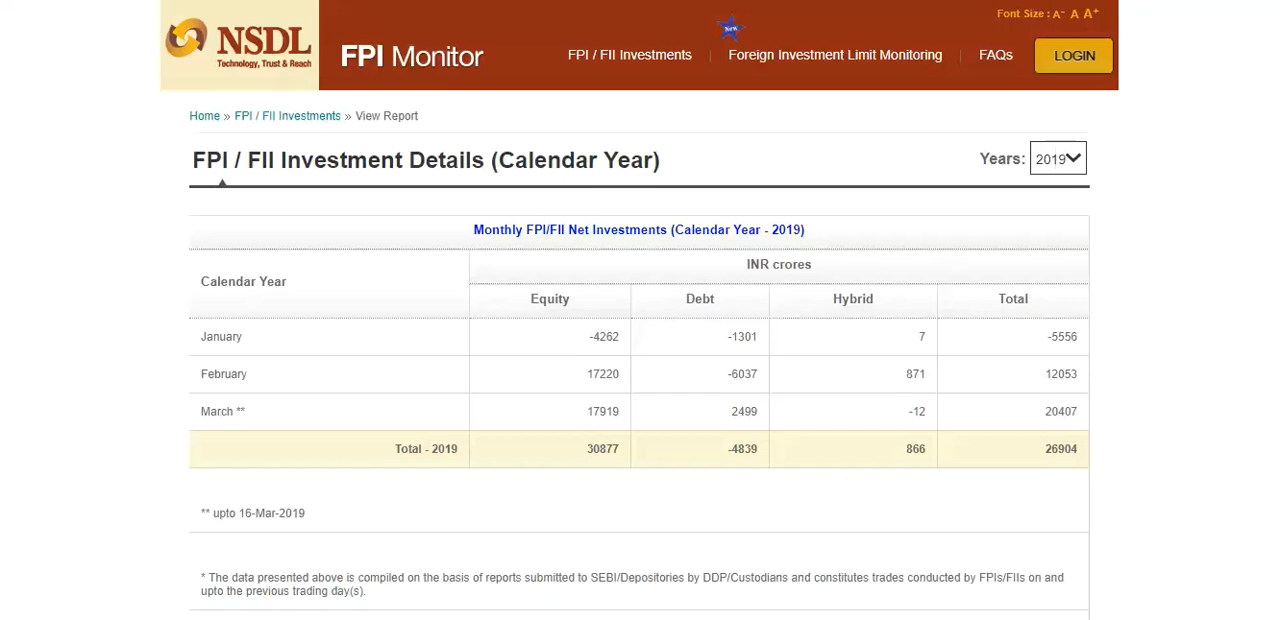 Font Size : A- A A+
NSDL
Technology, Trust & Reach
FPI Monitor
New
FPI / FII Investments | Foreign Investment Limit Monitoring | FAQs LOGIN
Home » FPI / FII Investments » View Report
FPI / FII Investment Details (Calendar Year) Years: 2019
Monthly FPI/FII Net Investments (Calendar Year - 2019)
Calendar Year INR crores
Equity Debt Hybrid Total
January -4262 -1301 7 -5556
February 17220 -6037 871 12053
March ** 17919 2499 -12 20407
Total - 2019 30877 -4839 866 26904
** upto 16-Mar-2019
* The data presented above is compiled on the basis of reports submitted to SEBI/Depositories by DDP/Custodians and constitutes trades conducted by FPIs/FIIs on and
upto the previous trading day(s).